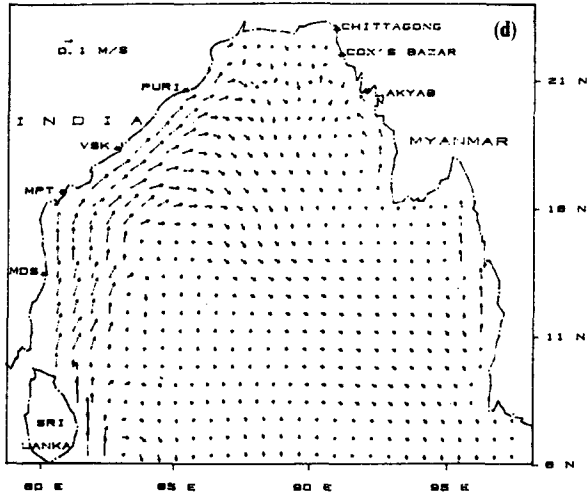 CHITTAGONG
(d)
0.1 M/S
COX'S BAZAR
PURI
21 N
AKYAB
INDIA
VSK
MYANMAR
MPT
16 N
MDS
11 N
SRI
LANKA
6 N
80 E 85 E 90 E 95 E